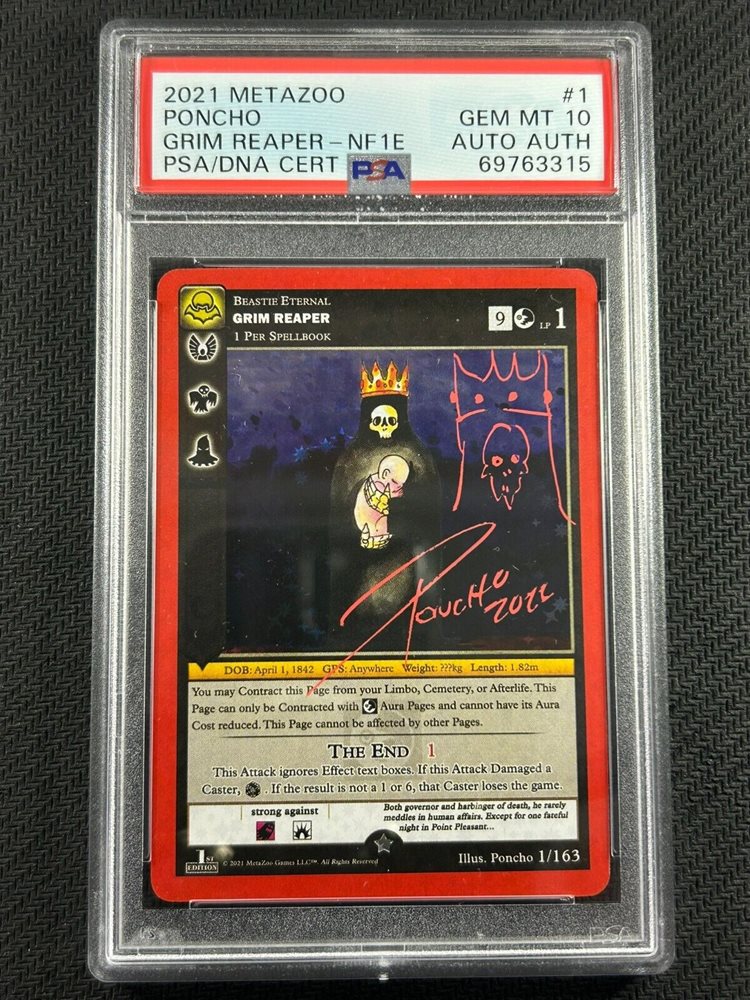 2021 METAZOO #1
PONCHO GEM MT 10
GRIM REAPER - NF1E AUTO AUTH
PSA/DNA CERT PSA 69763315
BEASTIE ETERNAL
GRIM REAPER 9 LP 1
1 PER SPELLBOOK
PONCHO
2022
DOB: April 1, 1842 GPS: Anywhere Weight: ???kg Length: 1.82m
You may Contract this Page from your Limbo, Cemetery, or Afterlife. This
Page can only be Contracted with Aura Pages and cannot have its Aura
Cost reduced. This Page cannot be affected by other Pages.
THE END 1
This Attack ignores Effect text boxes. If this Attack Damaged a
Caster, . If the result is not a 1 or 6, that Caster loses the game.
strong against
Both governor and harbinger of death, he rarely
meddles in human affairs. Except for one fateful
night in Point Pleasant...
1ST EDITION © 2021 MetaZoo Games LLC™. All Rights Reserved Illus. Poncho 1/163